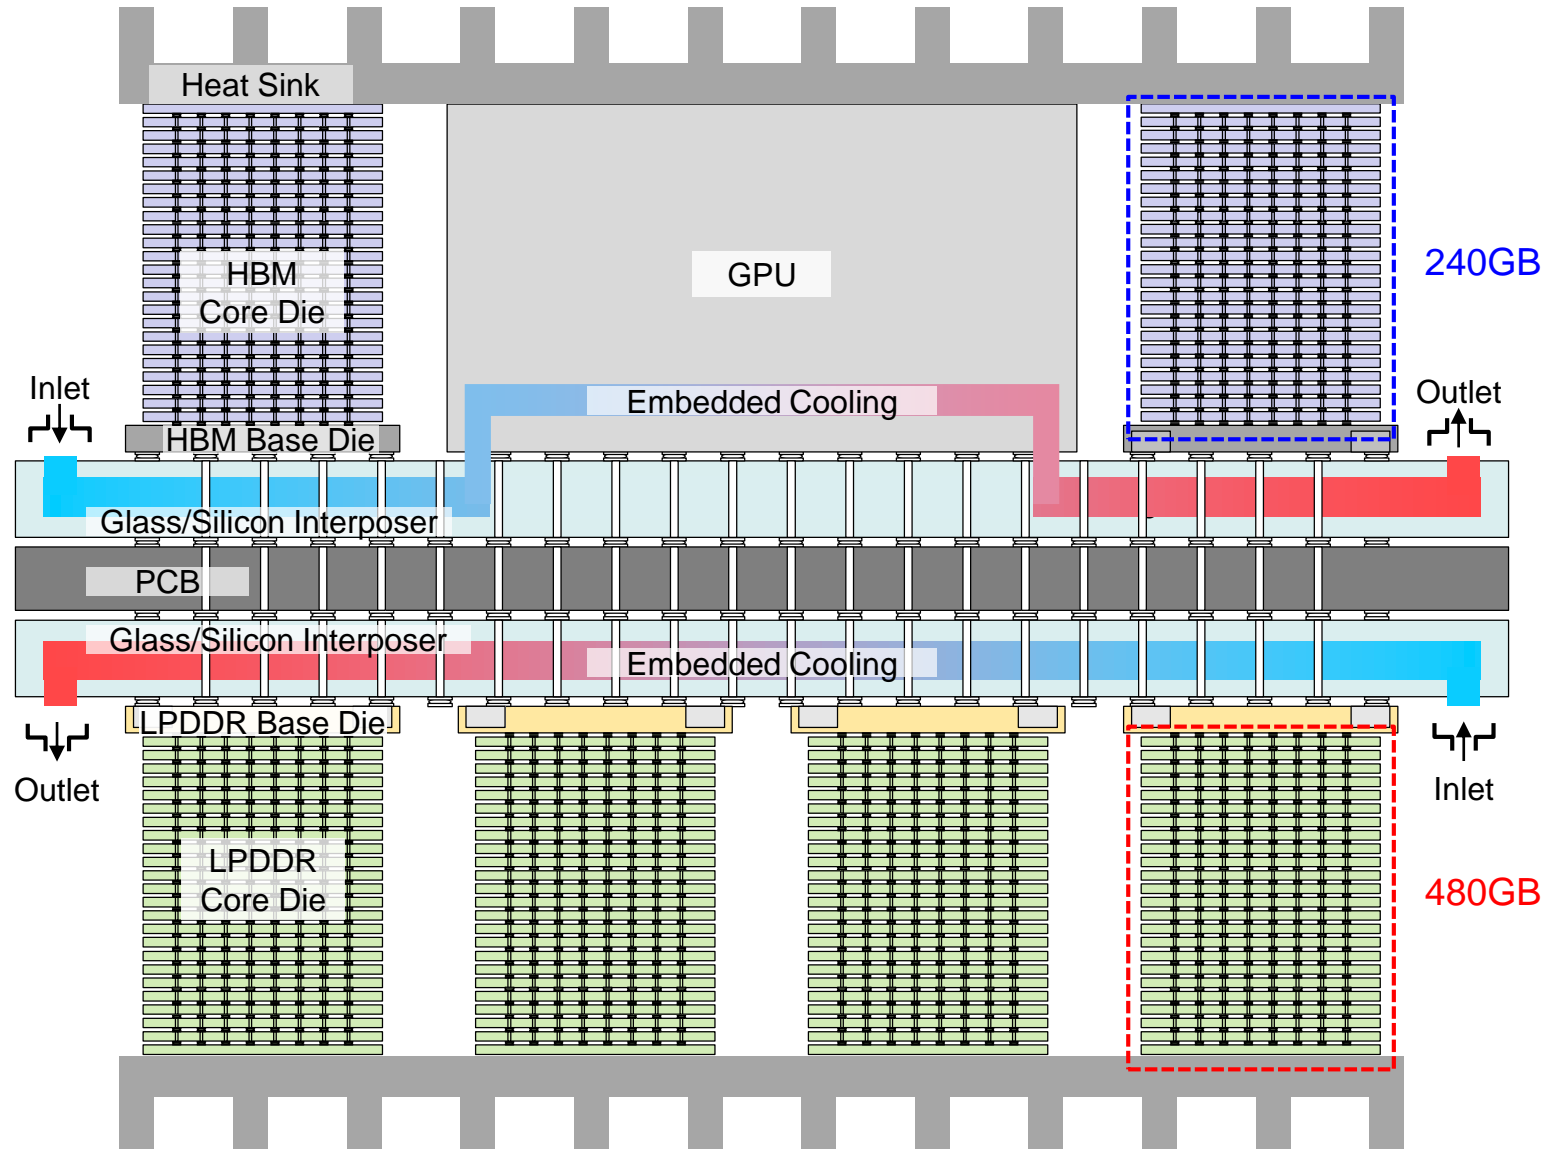 Heat Sink
HBM
Core Die
GPU
240GB
Inlet
Embedded Cooling
Outlet
HBM Base Die
Glass/Silicon Interposer
PCB
Glass/Silicon Interposer
Embedded Cooling
LPDDR Base Die
Outlet
Inlet
LPDDR
Core Die
480GB